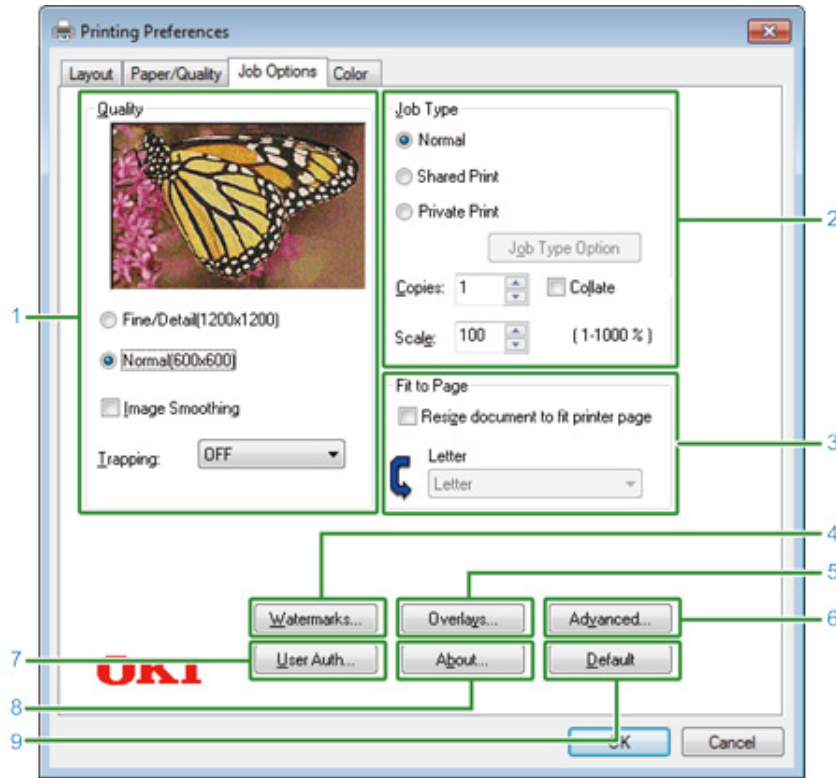 Printing Preferences
Layout Paper/Quality Job Options Color
Quality
Fine/Detail(1200x1200)
Normal(600x600)
Image Smoothing
Trapping: OFF
Job Type
Normal
Shared Print
Private Print
Job Type Option
Copies: 1 Collate
Scale: 100 (1-1000 %)
Fit to Page
Resize document to fit printer page
Letter
Letter
Watermarks... Overlays... Advanced...
User Auth... About... Default
OKI
OK Cancel
1
2
3
4
5
6
7
8
9